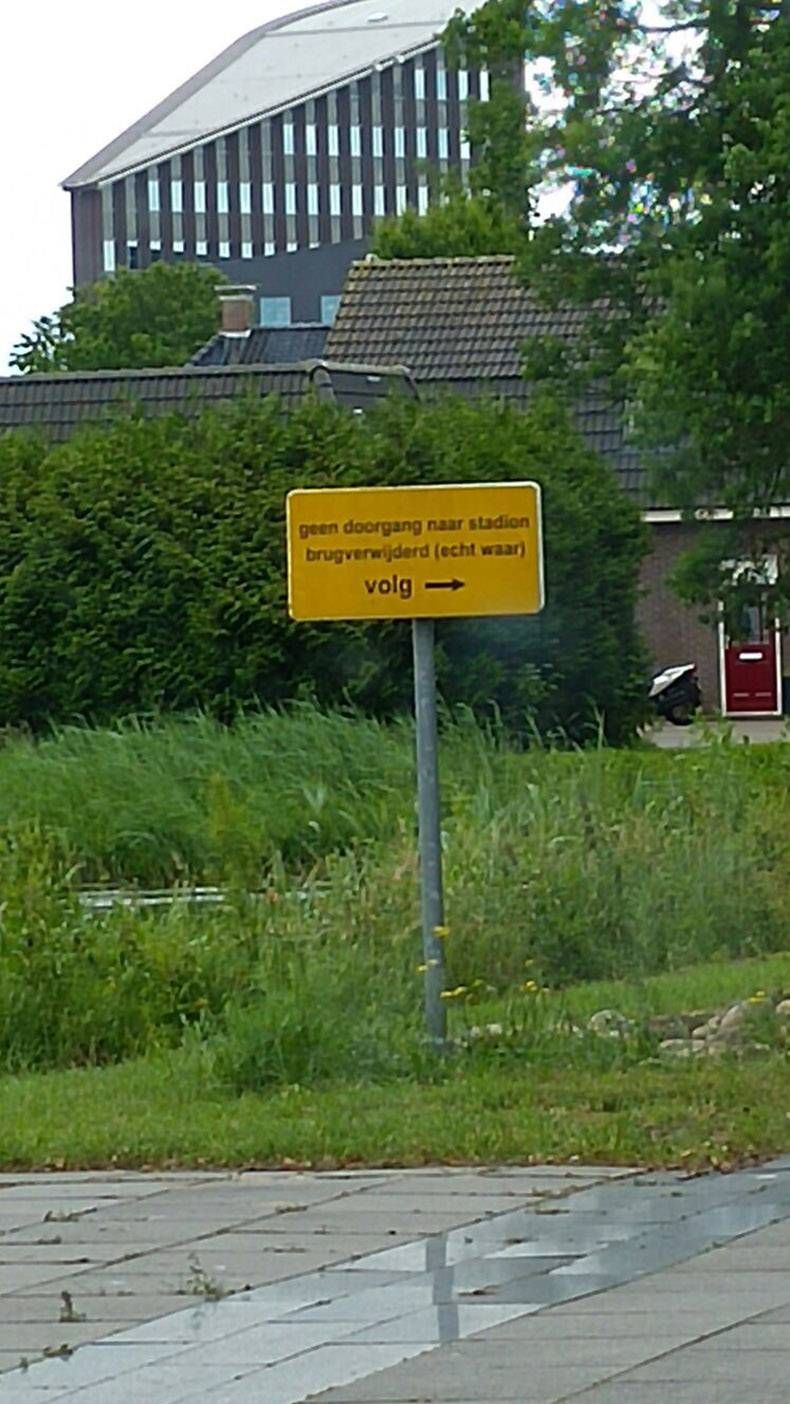 geen doorgang naar stadion
brugverwijderd (echt waar)
volg →